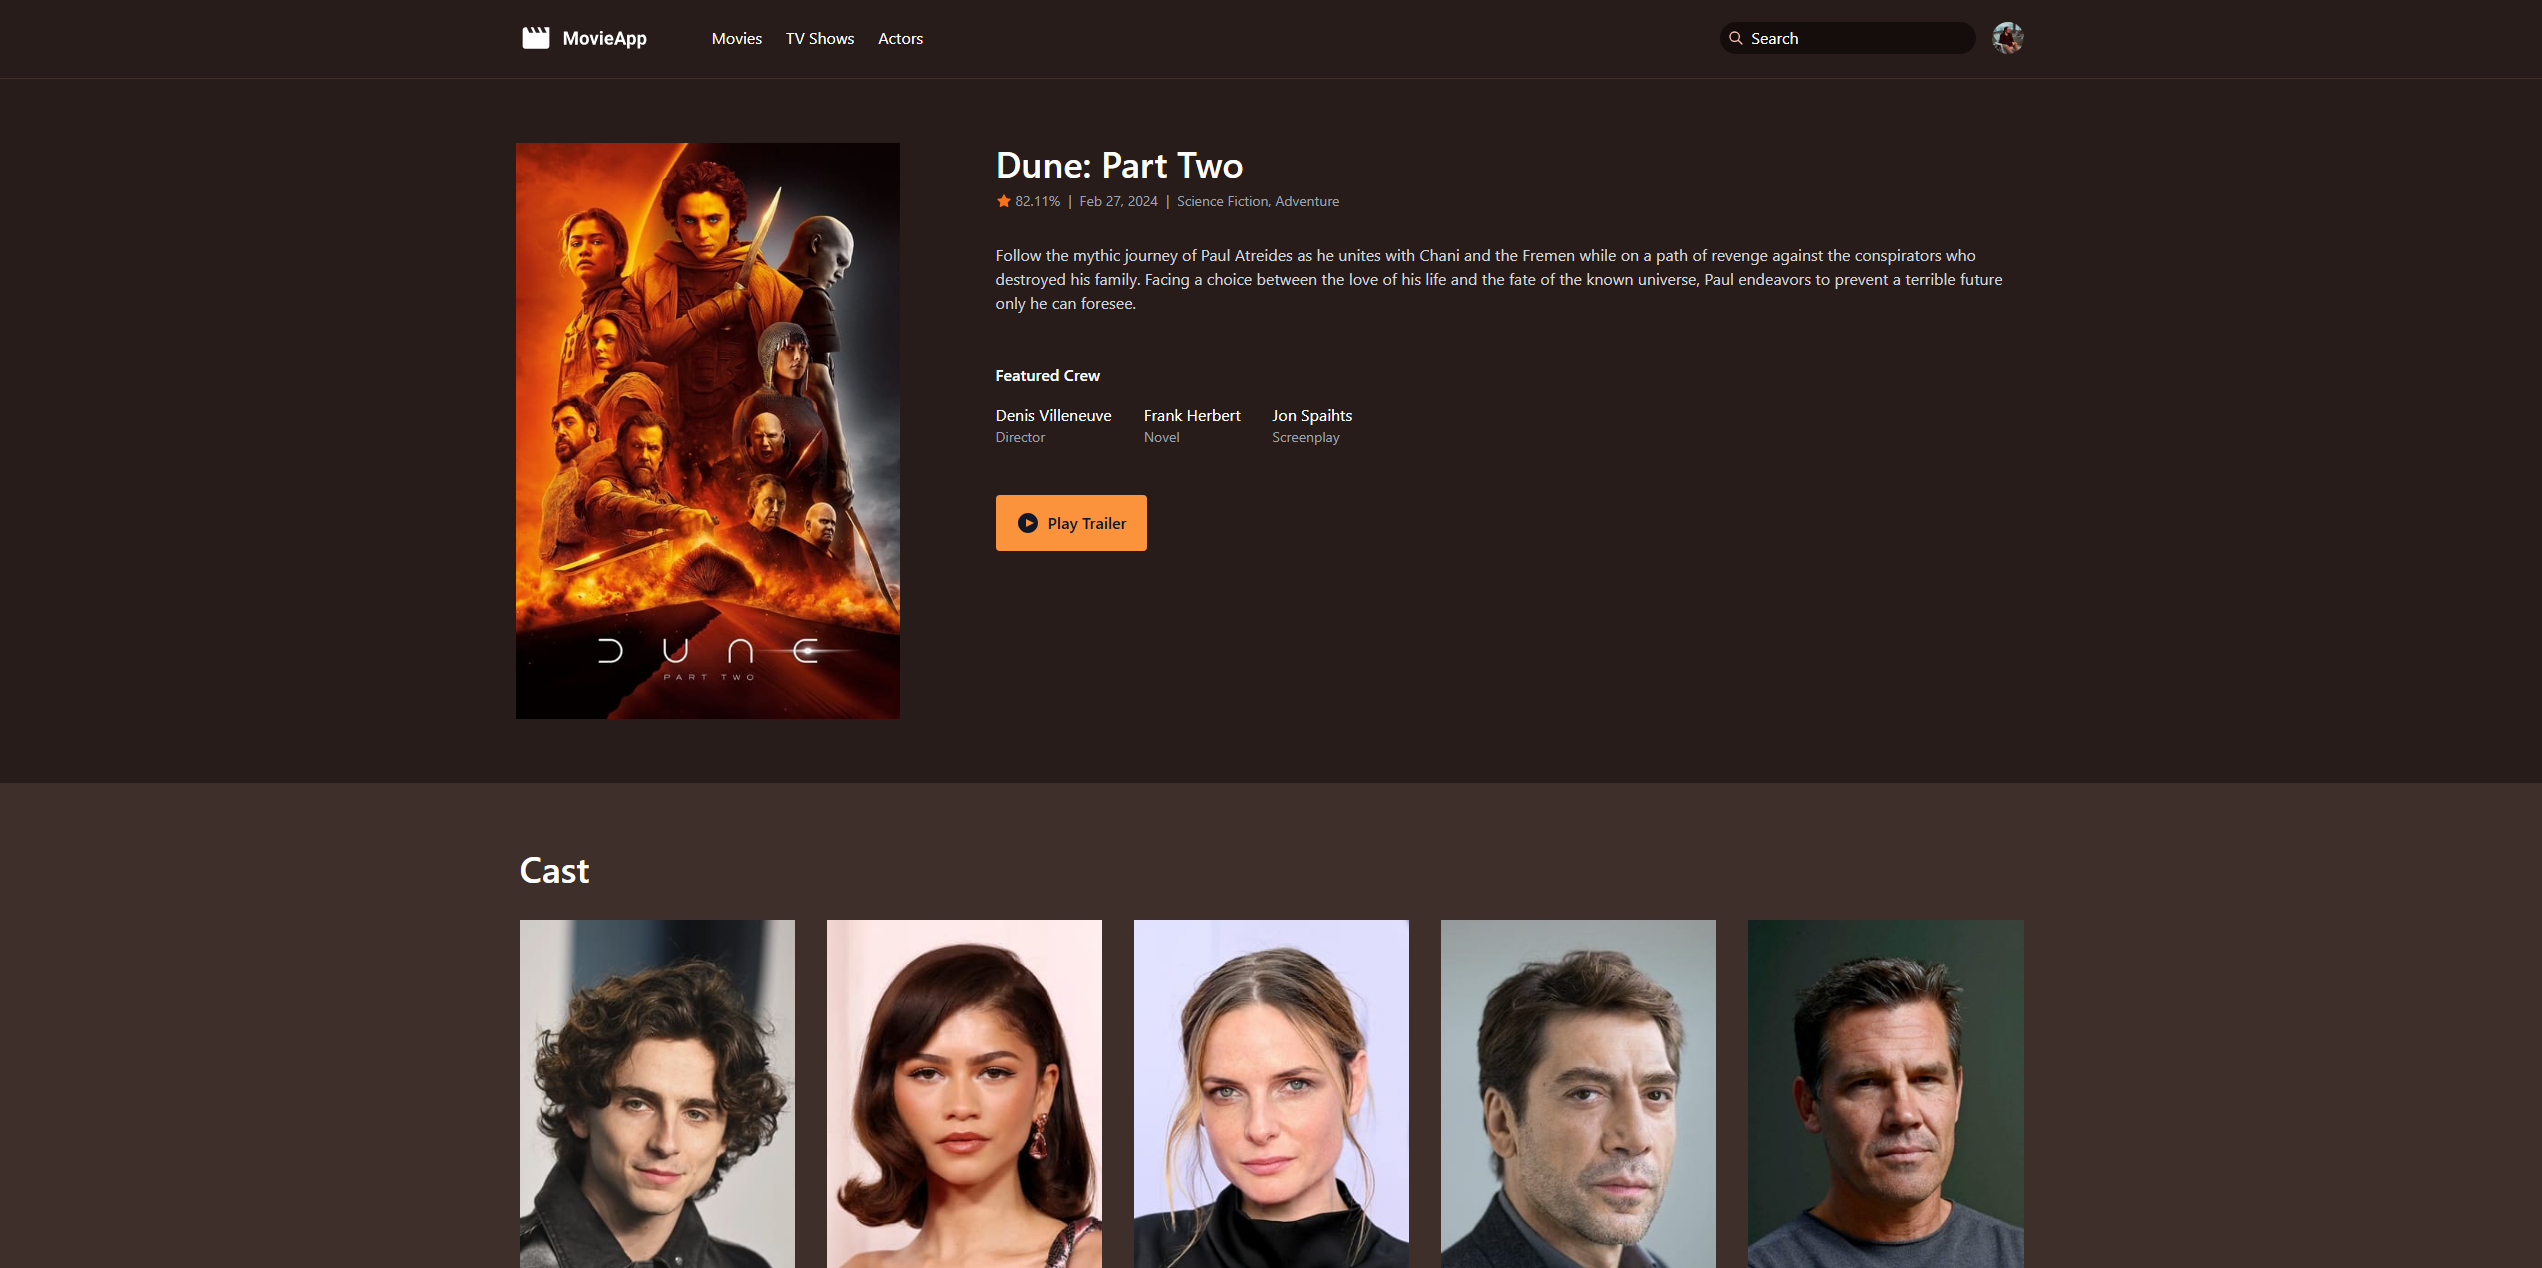 MovieApp
Movies
TV Shows
Actors
Search
Dune: Part Two
82.11% | Feb 27, 2024 | Science Fiction, Adventure
Follow the mythic journey of Paul Atreides as he unites with Chani and the Fremen while on a path of revenge against the conspirators who
destroyed his family. Facing a choice between the love of his life and the fate of the known universe, Paul endeavors to prevent a terrible future
only he can foresee.
Featured Crew
Denis Villeneuve
Director
Frank Herbert
Novel
Jon Spaihts
Screenplay
Play Trailer
DUNE
PART TWO
Cast